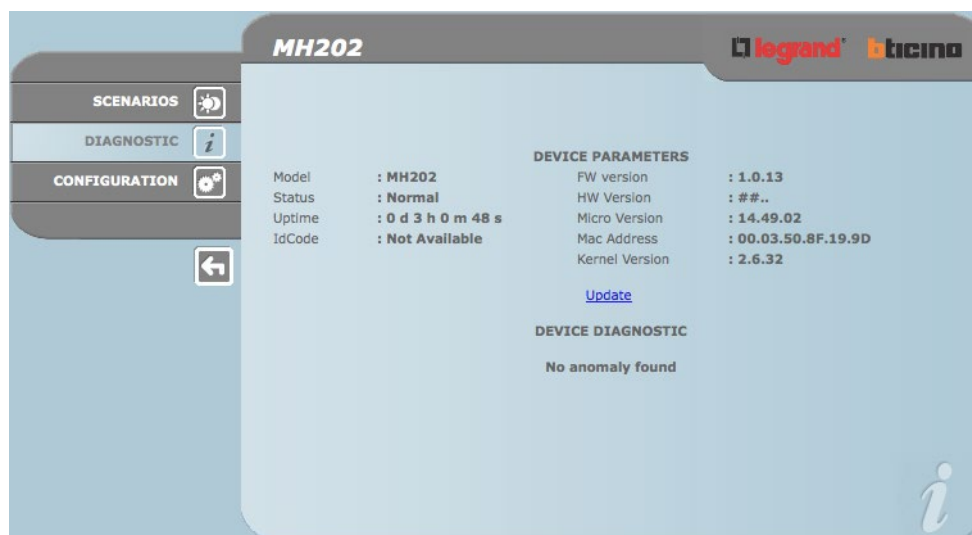 MH202
legrand bticino
SCENARIOS
DIAGNOSTIC
CONFIGURATION
DEVICE PARAMETERS
Model : MH202 FW version : 1.0.13
Status : Normal HW Version : ##..
Uptime : 0 d 3 h 0 m 48 s Micro Version : 14.49.02
IdCode : Not Available Mac Address : 00.03.50.8F.19.9D
Kernel Version : 2.6.32
Update
DEVICE DIAGNOSTIC
No anomaly found